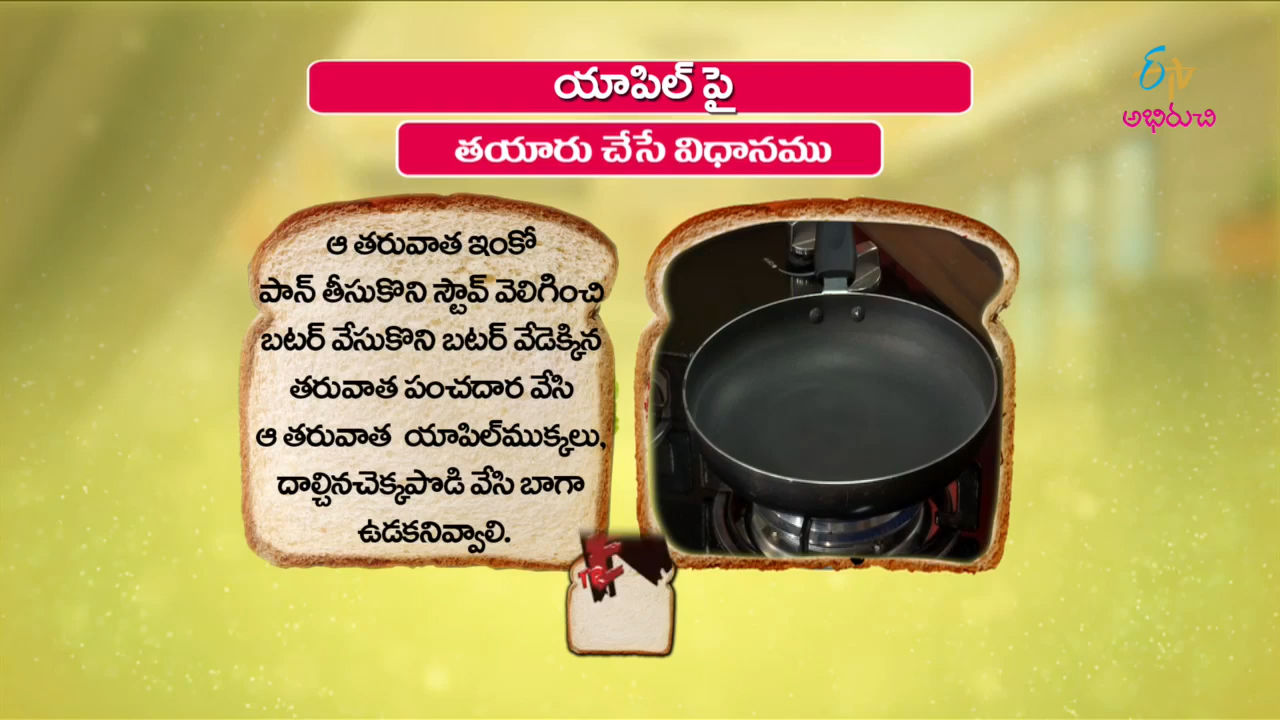 యాపిల్ పై
తయారు చేసే విధానము
అభిరుచి
ఆ తరువాత ఇంకో
పాన్ తీసుకొని స్టౌవ్ వెలిగించి
బటర్ వేసుకొని బటర్ వేడెక్కిన
తరువాత పంచదార వేసి
ఆ తరువాత యాపిల్‌ముక్కలు,
దాల్చినచెక్కపొడి వేసి బాగా
ఉడకనివ్వాలి.